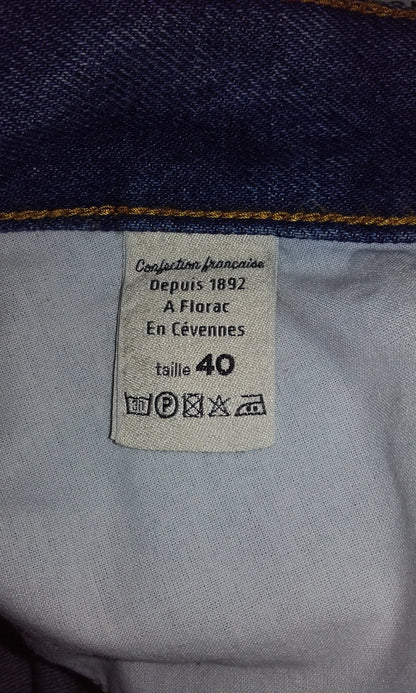 Confection française
Depuis 1892
A Florac
En Cévennes
taille 40
P